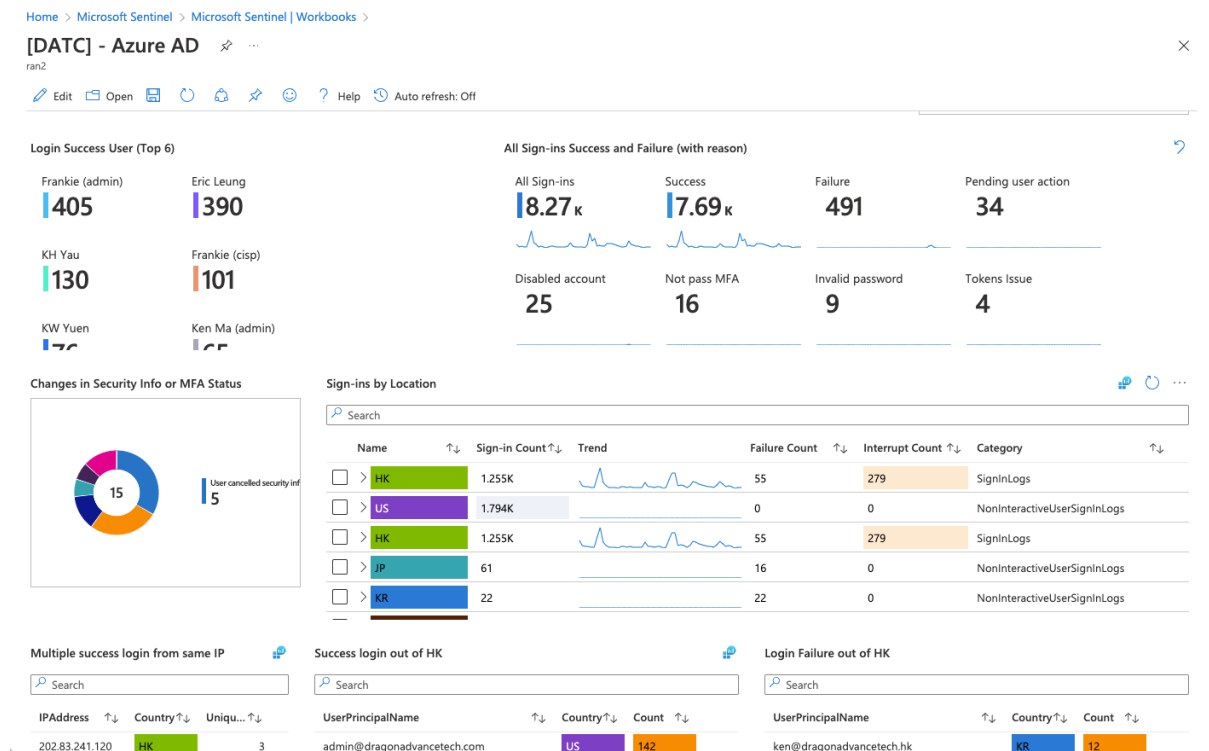 Home > Microsoft Sentinel > Microsoft Sentinel | Workbooks >
[DATC] - Azure AD ...
ran2
Edit Open Help Auto refresh: Off
Login Success User (Top 6)
Frankie (admin) Eric Leung
405 390
KH Yau Frankie (cisp)
130 101
KW Yuen Ken Ma (admin)
76 65
All Sign-ins Success and Failure (with reason)
All Sign-ins Success Failure Pending user action
8.27 K 7.69 K 491 34
Disabled account Not pass MFA Invalid password Tokens Issue
25 16 9 4
Changes in Security Info or MFA Status
15
User cancelled security inf
5
Sign-ins by Location
...
Search
Name Sign-in Count Trend Failure Count Interrupt Count Category
HK 1.255K 55 279 SignInLogs
US 1.794K 0 0 NonInteractiveUserSignInLogs
HK 1.255K 55 279 SignInLogs
JP 61 16 0 NonInteractiveUserSignInLogs
KR 22 22 0 NonInteractiveUserSignInLogs
Multiple success login from same IP
Search
IPAddress Country Uniqu...
202.83.241.120 HK 3
Success login out of HK
Search
UserPrincipalName Country Count
admin@dragonadvancetech.com US 142
Login Failure out of HK
Search
UserPrincipalName Country Count
ken@dragonadvancetech.hk KR 12